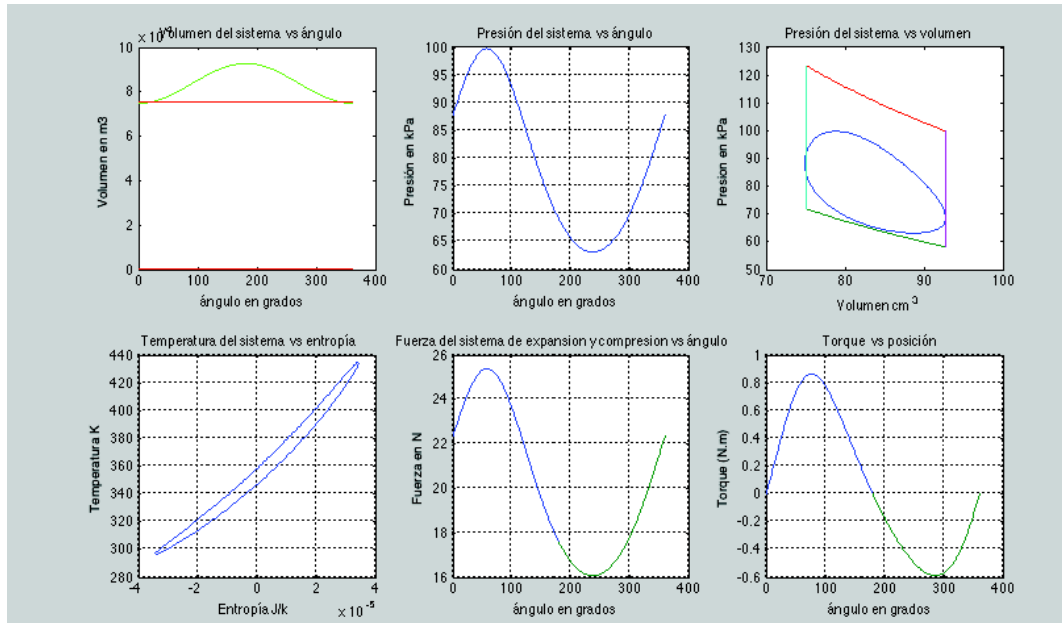 Volumen del sistema vs ángulo
10
8
6
4
2
0
0 100 200 300 400
Volumen en m3
ángulo en grados
Presión del sistema vs ángulo
100
95
90
85
80
75
70
65
60
0 100 200 300 400
Presión en kPa
ángulo en grados
Presión del sistema vs volumen
130
120
110
100
90
80
70
60
50
70 80 90 100
Presion en kPa
Volumen cm^3
Temperatura del sistema vs entropía
440
420
400
380
360
340
320
300
280
-4 -2 0 2 4
Temperatura K
Entropía J/k
x 10^-5
Fuerza del sistema de expansion y compresion vs ángulo
26
24
22
20
18
16
0 100 200 300 400
Fuerza en N
ángulo en grados
Torque vs posición
1
0.8
0.6
0.4
0.2
0
-0.2
-0.4
-0.6
0 100 200 300 400
Torque (N.m)
ángulo en grados